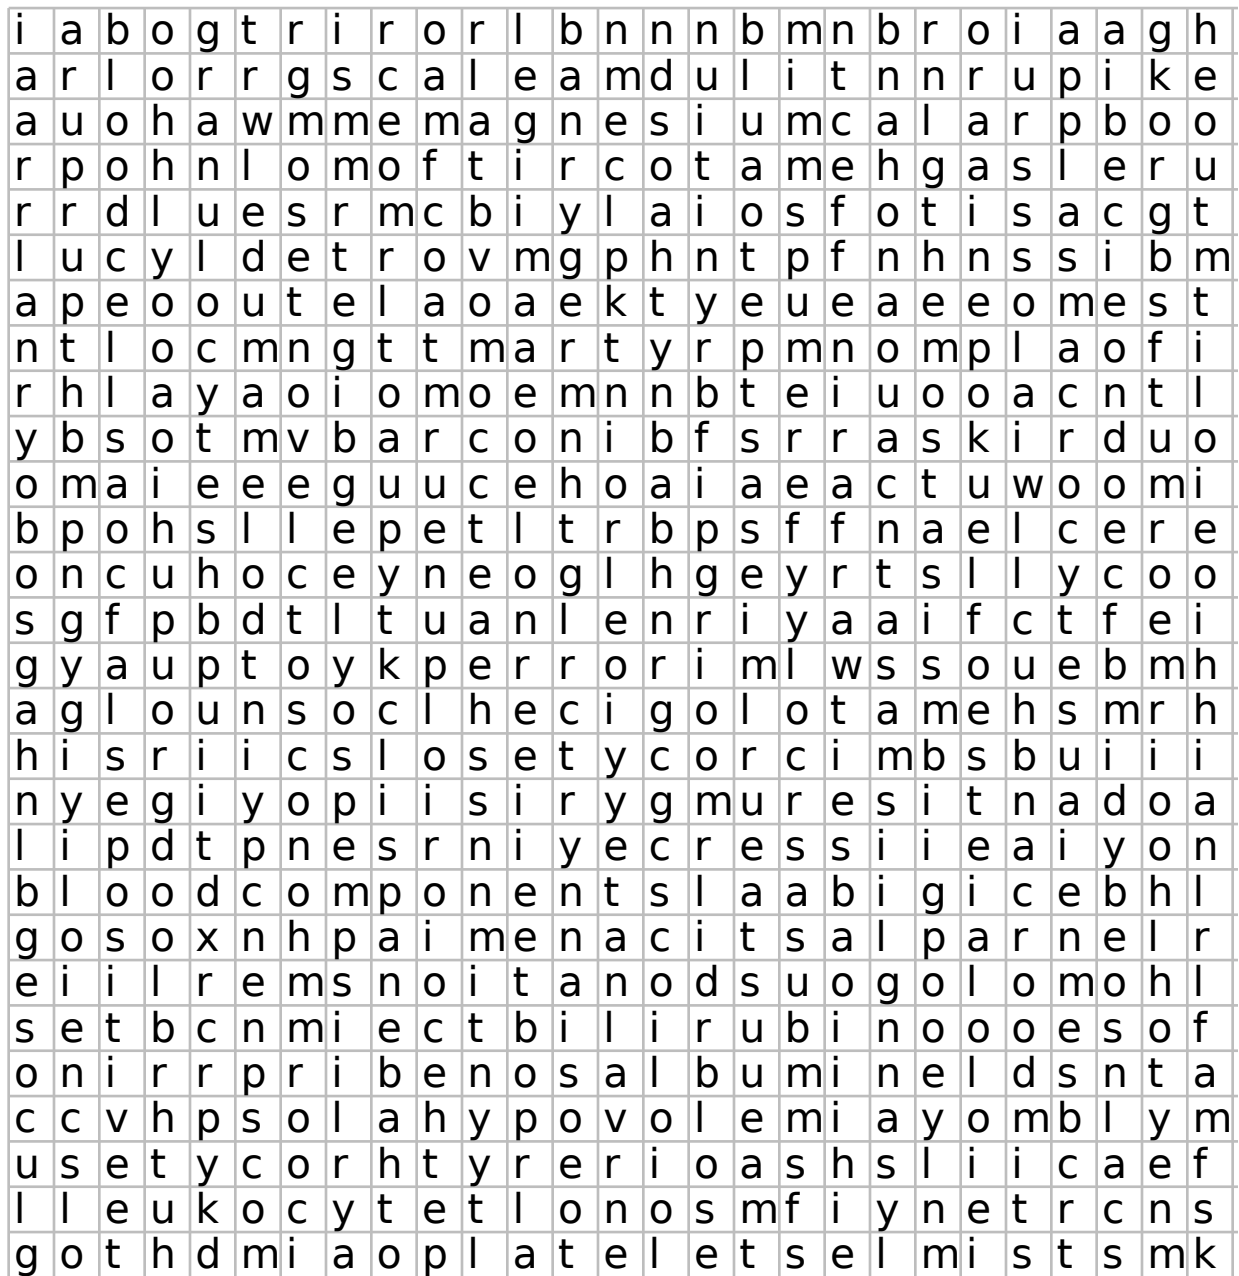 i a b o g t r i r o r l b n n n b m n b r o i a a g h
a r l o r r g s c a l e a m d u l i t n n r u p i k e
a u o h a w m m e m a g n e s i u m c a l a r p b o o
r p o h n l o m o f t i r c o t a m e h g a s l e r u
r r d l u e s r m c b i y l a i o s f o t i s a c g t
l u c y l d e t r o v m g p h n t p f n h n s s i b m
a p e o o u t e l a o a e k t y e u e a e e o m e s t
n t l o c m n g t t m a r t y r p m n o m p l a o f i
r h l a y a o i o m o e m n n b t e i u o o a c n t l
y b s o t m v b a r c o n i b f s r r a s k i r d u o
o m a i e e e g u u c e h o a i a e a c t u w o o m i
b p o h s l l e p e t l t r b p s f f n a e l c e r e
o n c u h o c e y n e o g l h g e y r t s l l y c o o
s g f p b d t l t u a n l e n r i y a a i f c t f e i
g y a u p t o y k p e r r o r i m l w s s o u e b m h
a g l o u n s o c l h e c i g o l o t a m e h s m r h
h i s r i i c s l o s e t y c o r c i m b s b u i i i
n y e g i y o p i i s i r y g m u r e s i t n a d o a
l i p d t p n e s r n i y e c r e s s i i e a i y o n
b l o o d c o m p o n e n t s l a a b i g i c e b h l
g o s o x n h p a i m e n a c i t s a l p a r n e l r
e i i l r e m s n o i t a n o d s u o g o l o m o h l
s e t b c n m i e c t b i l i r u b i n o o o e s o f
o n i r r p r i b e n o s a l b u m i n e l d s n t a
c c v h p s o l a h y p o v o l e m i a y o m b l y m
u s e t y c o r h t y r e r i o a s h s l i i c a e f
l l e u k o c y t e t l o n o s m f i y n e t r c n s
g o t h d m i a o p l a t e l e t s e l m i s t s m k